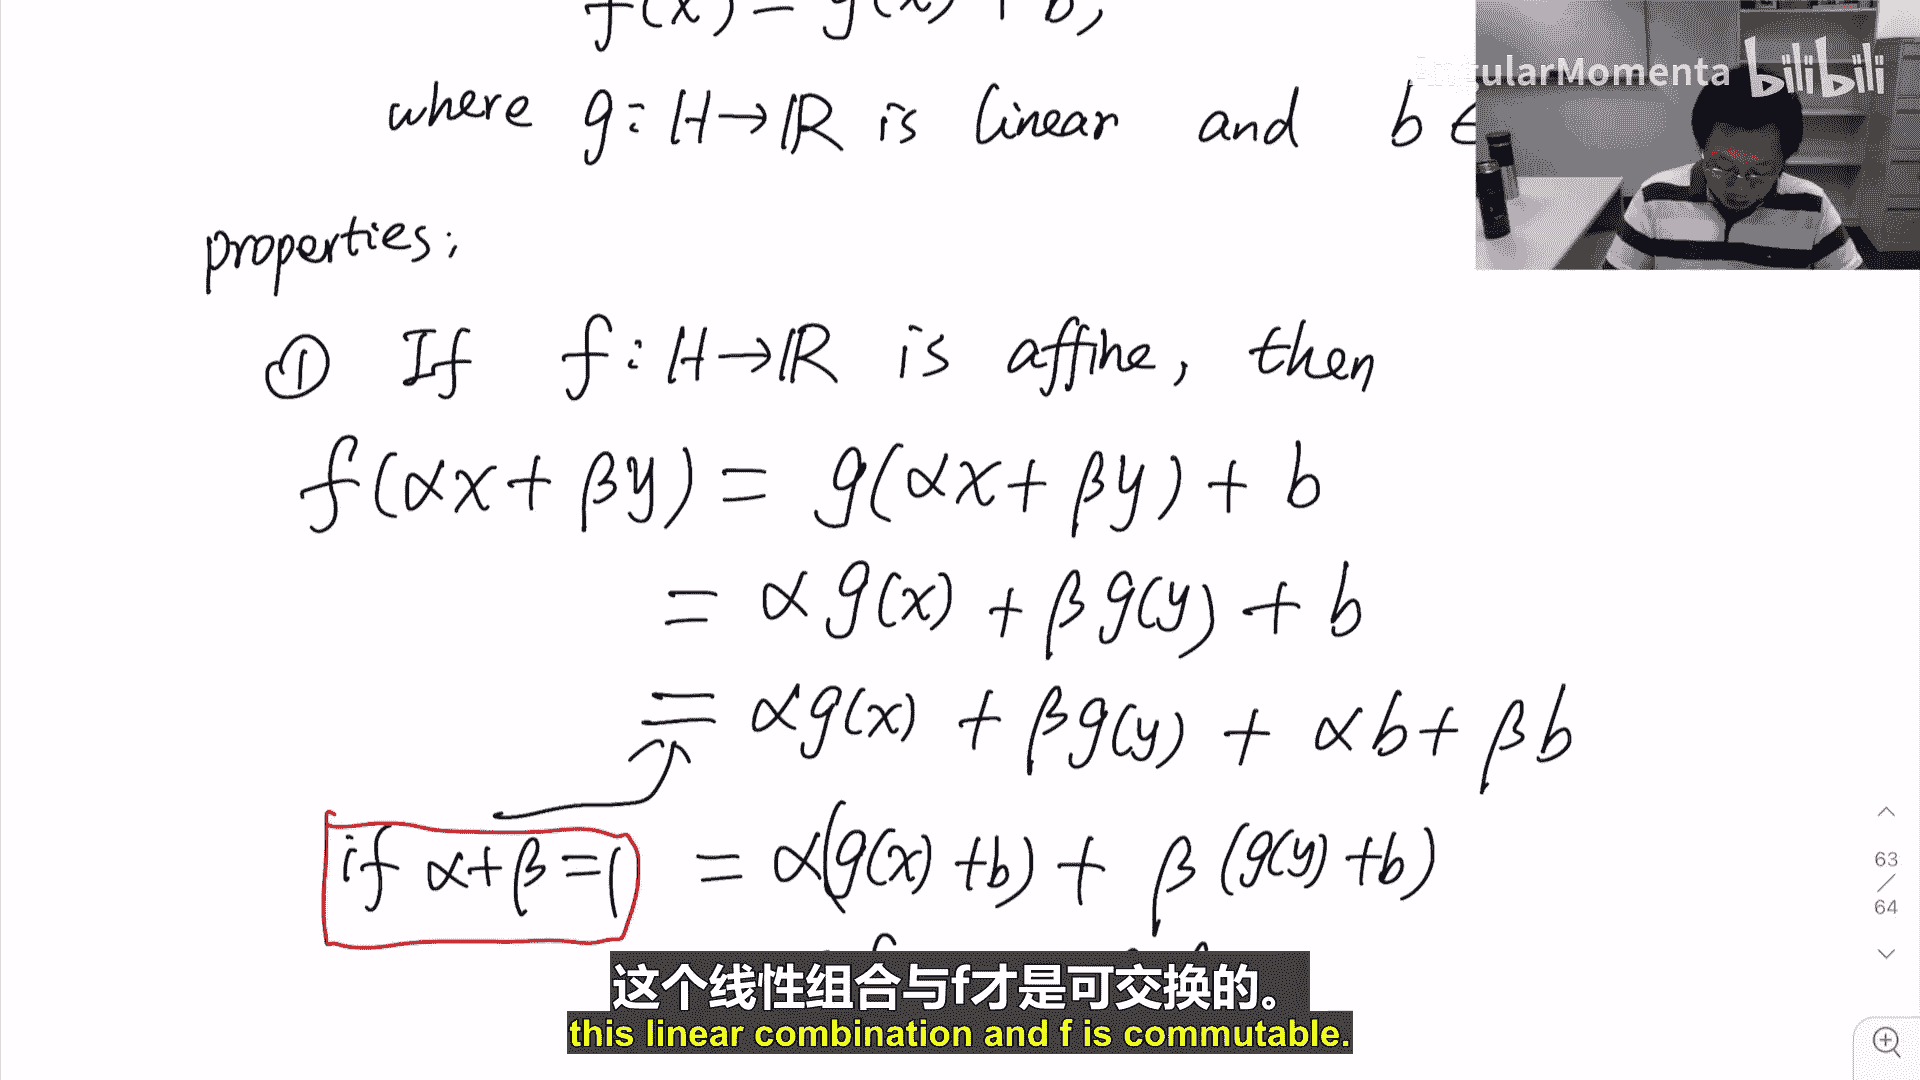 f(x) = g(x) + b,
where g: H→ℝ is linear and b ∈
properties:
① If f: H→ℝ is affine, then
f(αx + βy) = g(αx + βy) + b
= αg(x) + βg(y) + b
= αg(x) + βg(y) + αb + βb
if α+β=1 = α(g(x)+b) + β(g(y)+b)
这个线性组合与f才是可交换的。
this linear combination and f is commutable.
AngularMomenta bilibili
63
/
64